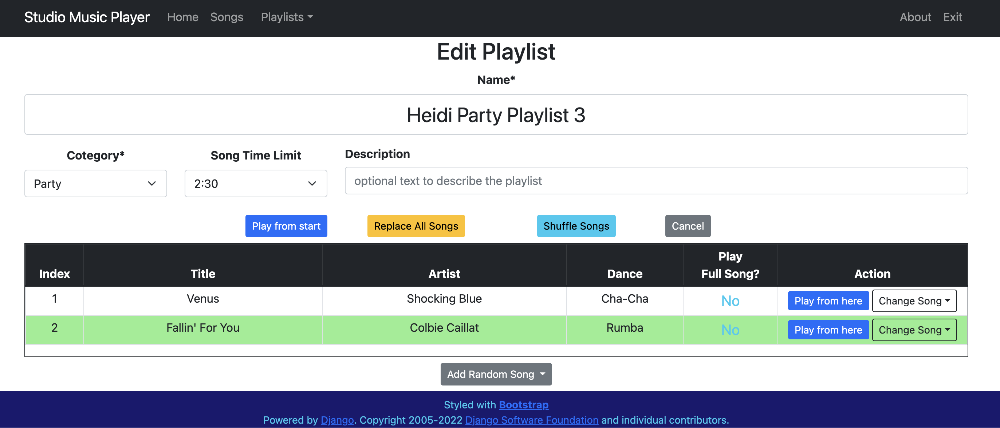 Studio Music Player Home Songs Playlists About Exit
Edit Playlist
Name*
Heidi Party Playlist 3
Cotegory* Song Time Limit Description
Party 2:30 optional text to describe the playlist
Play from start Replace All Songs Shuffle Songs Cancel
Index Title Artist Dance Play Full Song? Action
1 Venus Shocking Blue Cha-Cha No Play from here Change Song
2 Fallin' For You Colbie Caillat Rumba No Play from here Change Song
Add Random Song
Styled with Bootstrap
Powered by Django. Copyright 2005-2022 Django Software Foundation and individual contributors.